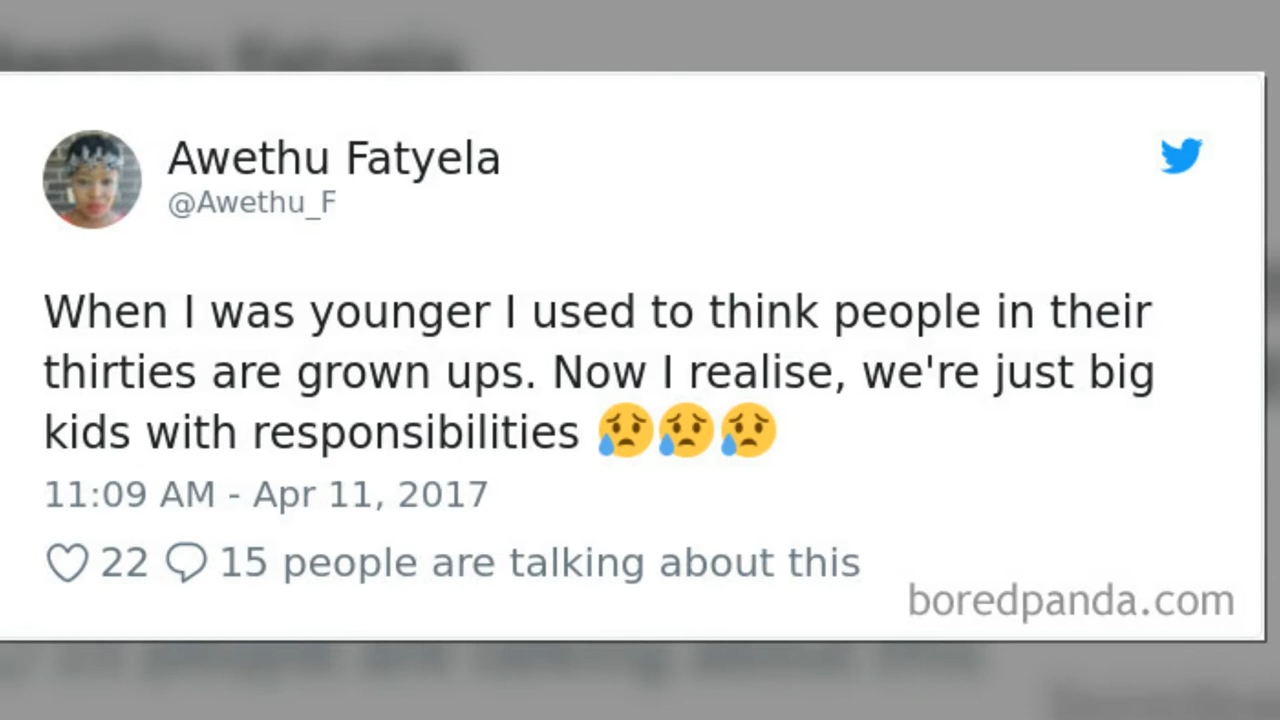 Awethu Fatyela
@Awethu_F
When I was younger I used to think people in their
thirties are grown ups. Now I realise, we're just big
kids with responsibilities 😥😥😥
11:09 AM - Apr 11, 2017
22 15 people are talking about this
boredpanda.com